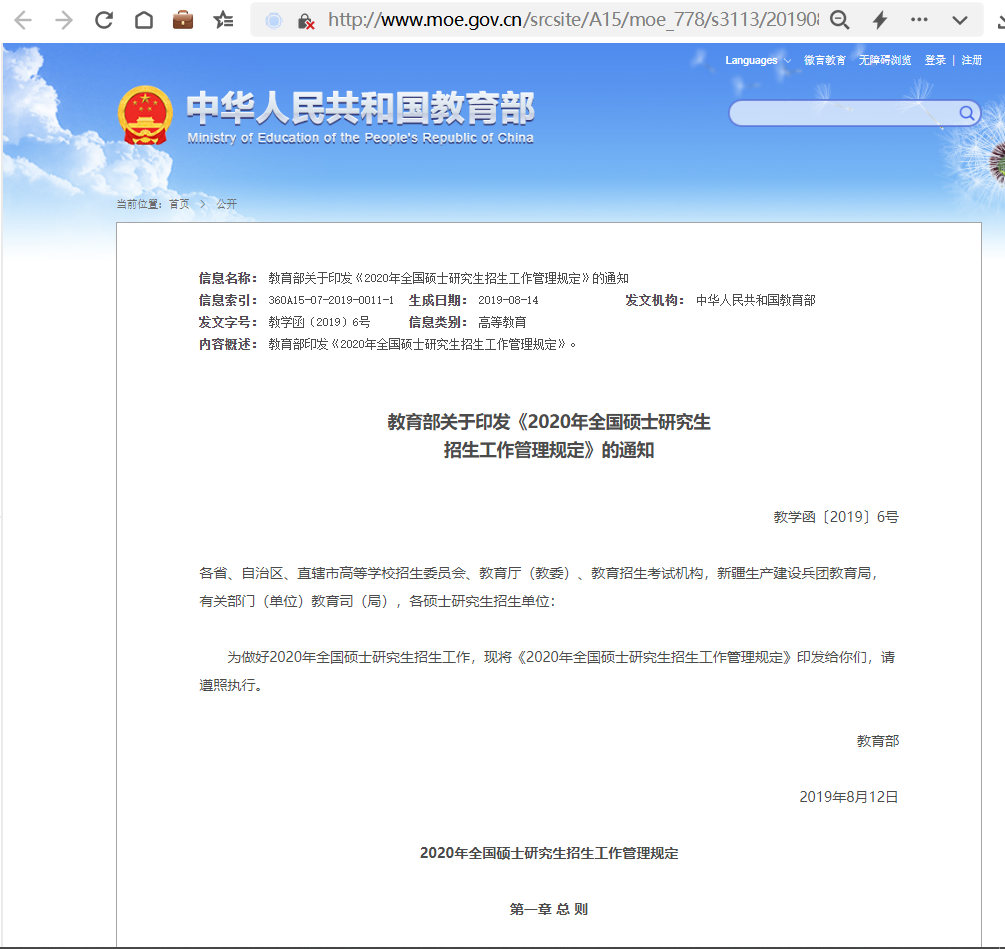 http://www.moe.gov.cn/srcsite/A15/moe_778/s3113/20190
Languages 微言教育 无障碍浏览 登录 | 注册
中华人民共和国教育部
Ministry of Education of the People's Republic of China
当前位置： 首页 > 公开
信息名称： 教育部关于印发《2020年全国硕士研究生招生工作管理规定》的通知
信息索引： 360A15-07-2019-0011-1 生成日期： 2019-08-14 发文机构： 中华人民共和国教育部
发文字号： 教学函〔2019〕6号 信息类别： 高等教育
内容概述： 教育部印发《2020年全国硕士研究生招生工作管理规定》。
教育部关于印发《2020年全国硕士研究生
招生工作管理规定》的通知
教学函〔2019〕6号
各省、自治区、直辖市高等学校招生委员会、教育厅（教委）、教育招生考试机构，新疆生产建设兵团教育局，
有关部门（单位）教育司（局），各硕士研究生招生单位：
为做好2020年全国硕士研究生招生工作，现将《2020年全国硕士研究生招生工作管理规定》印发给你们，请
遵照执行。
教育部
2019年8月12日
2020年全国硕士研究生招生工作管理规定
第一章 总 则